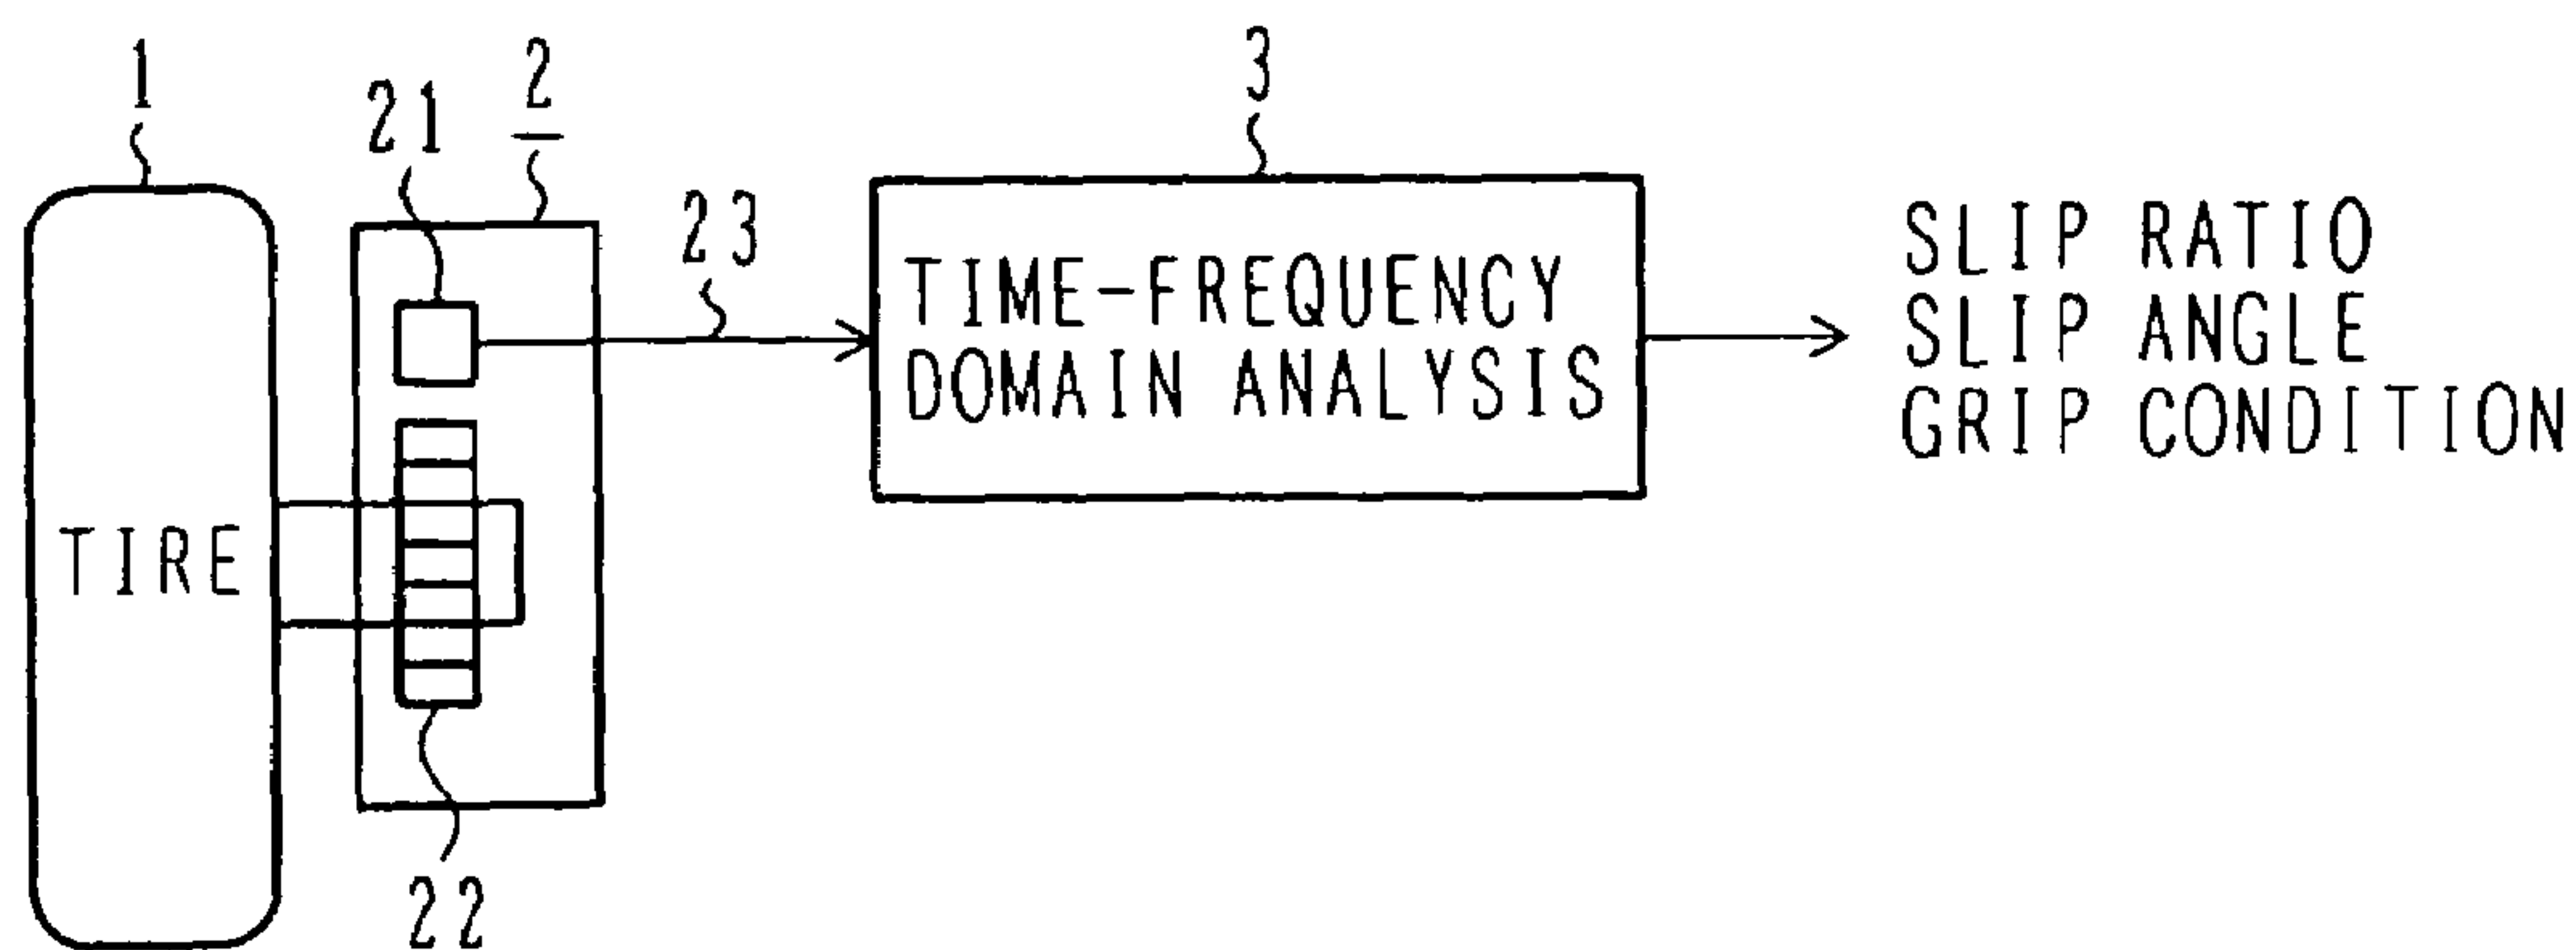 1
21
2
23
3
TIME-FREQUENCY
DOMAIN ANALYSIS
SLIP RATIO
SLIP ANGLE
GRIP CONDITION
TIRE
22